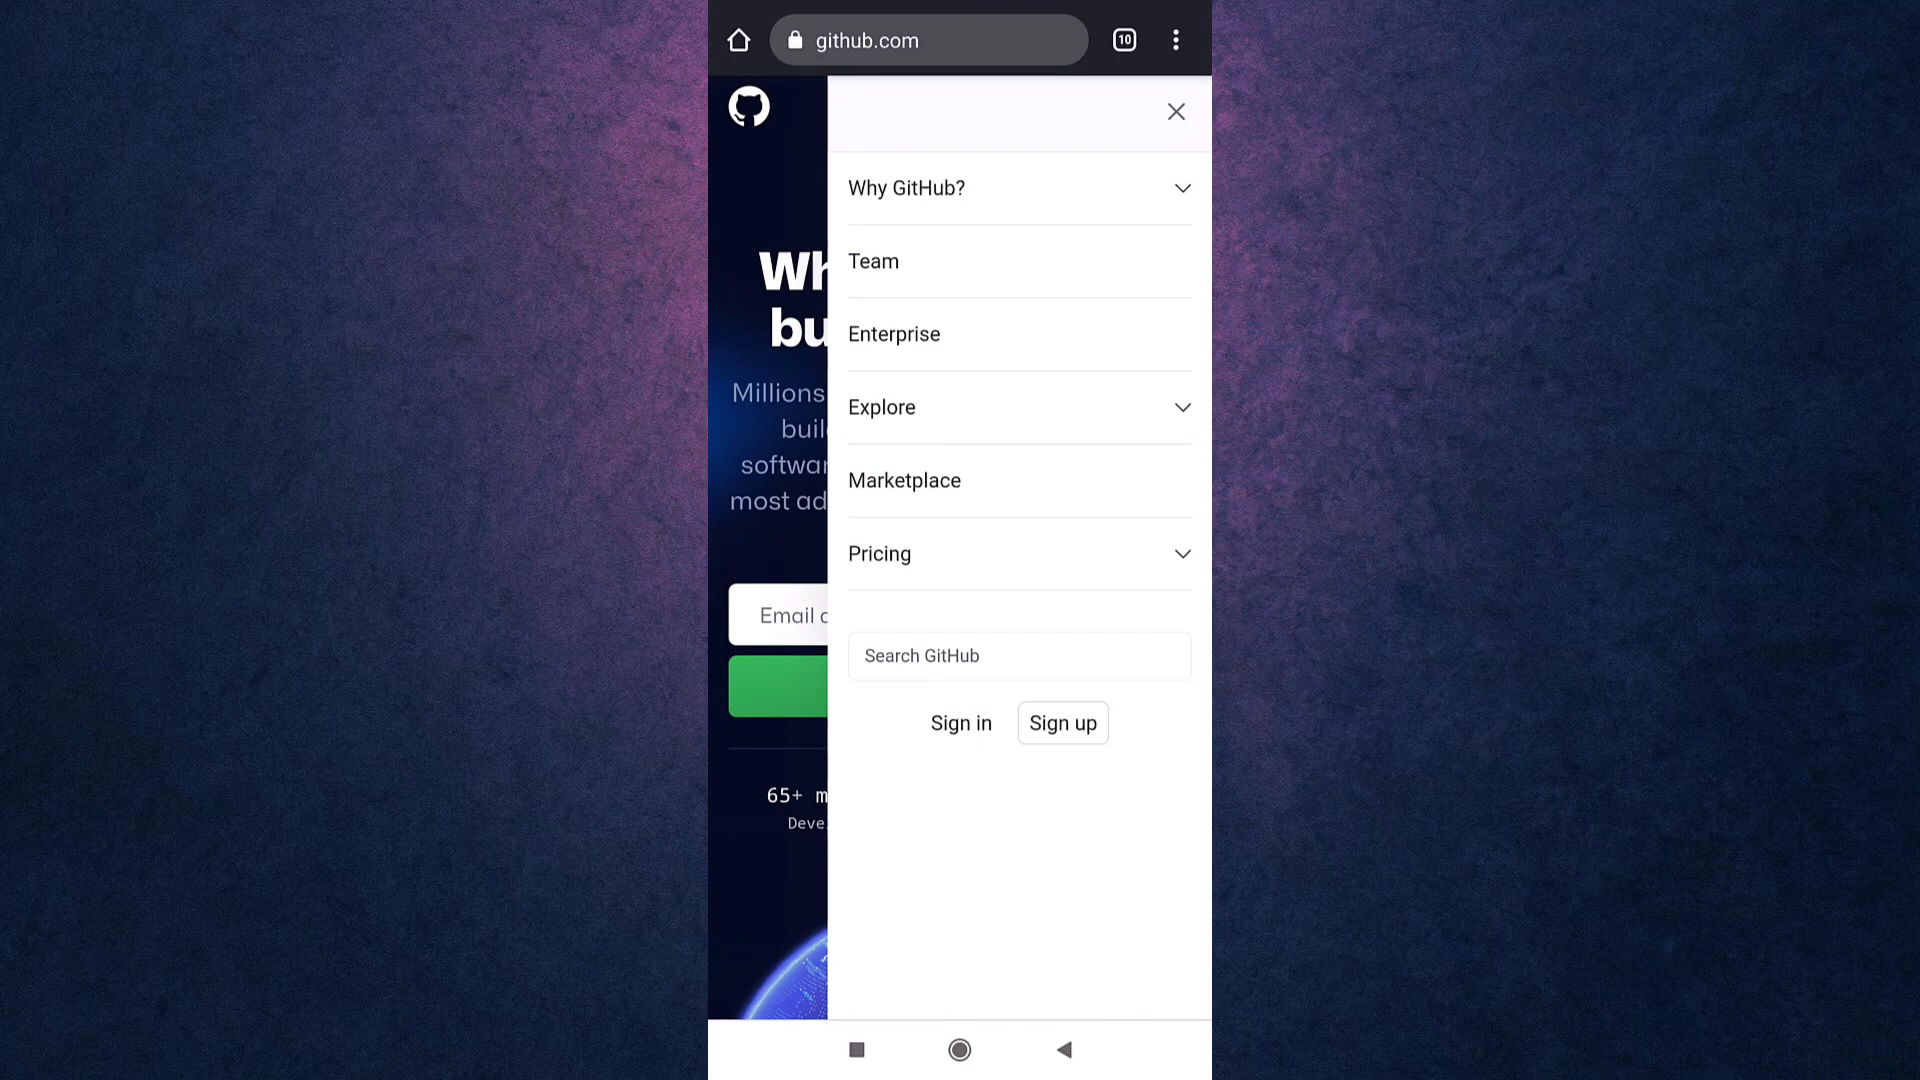 github.com
10
Wh
bu
Millions
buil
softwar
most ad
Email
65+ m
Deve
Why GitHub?
Team
Enterprise
Explore
Marketplace
Pricing
Search GitHub
Sign in
Sign up